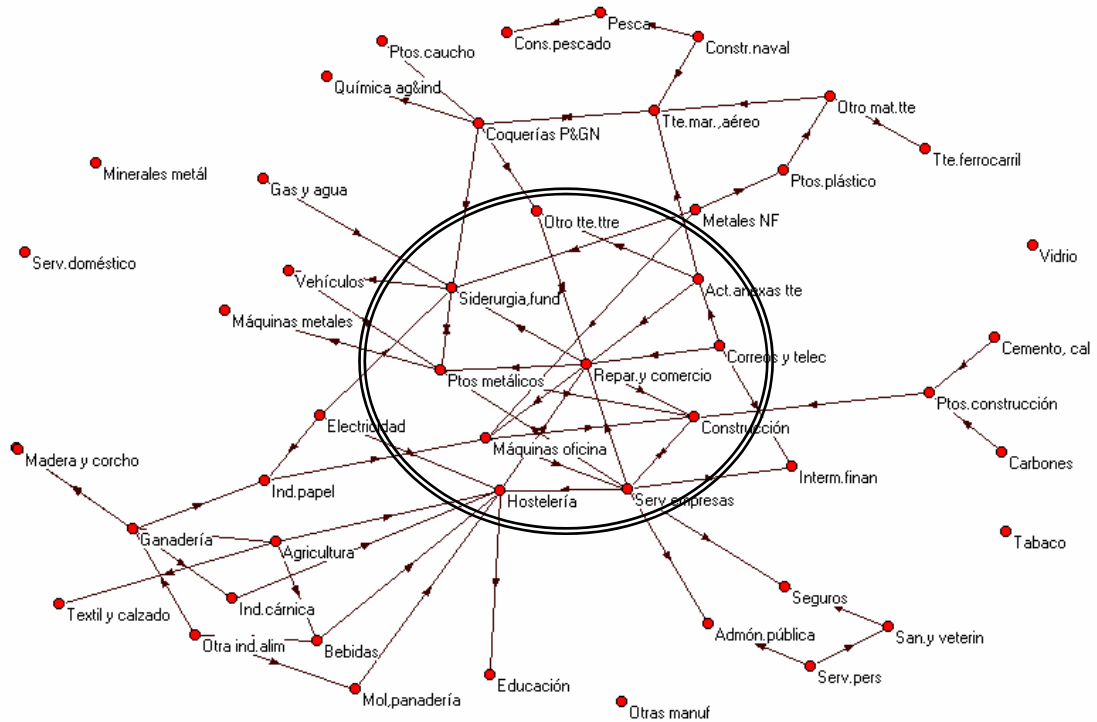 Pesca
Cons.pescado
Constr.naval
Ptos.caucho
Química ag&ind
Otro mat.tte
Coquerías P&GN
Tte.mar.,aéreo
Tte.ferrocarril
Minerales metál
Gas y agua
Ptos.plástico
Otro tte.ttre
Metales NF
Serv.doméstico
Vidrio
Vehículos
Siderurgia,fund
Act.anexas tte
Máquinas metales
Correos y telec
Cemento, cal
Ptos metálicos
Repar.y comercio
Ptos.construcción
Electricidad
Construcción
Máquinas oficina
Madera y corcho
Carbones
Ind.papel
Interm.finan
Hostelería
Serv.empresas
Ganadería
Agricultura
Tabaco
Textil y calzado
Ind.cárnica
Seguros
Otra ind.alim
Bebidas
Admón.pública
San.y veterin
Mol,panadería
Educación
Serv.pers
Otras manuf